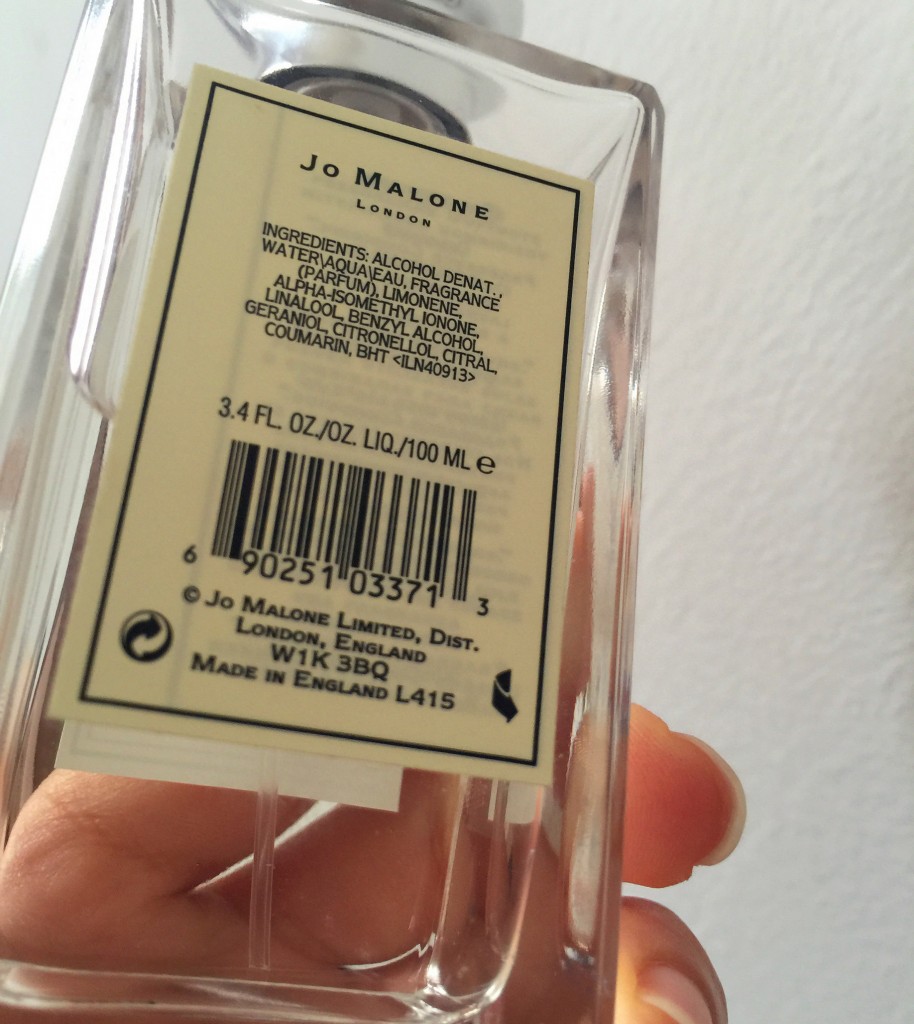 Jo Malone
London
INGREDIENTS: ALCOHOL DENAT.,
WATER\AQUA\EAU, FRAGRANCE
(PARFUM), LIMONENE,
ALPHA-ISOMETHYL IONONE,
LINALOOL, BENZYL ALCOHOL,
GERANIOL, CITRONELLOL, CITRAL,
COUMARIN, BHT <ILN40913>
3.4 FL. OZ./OZ. LIQ./100 ML ℮
6 90251 03371 3
© Jo Malone Limited, Dist.
London, England
W1K 3BQ
Made in England L415